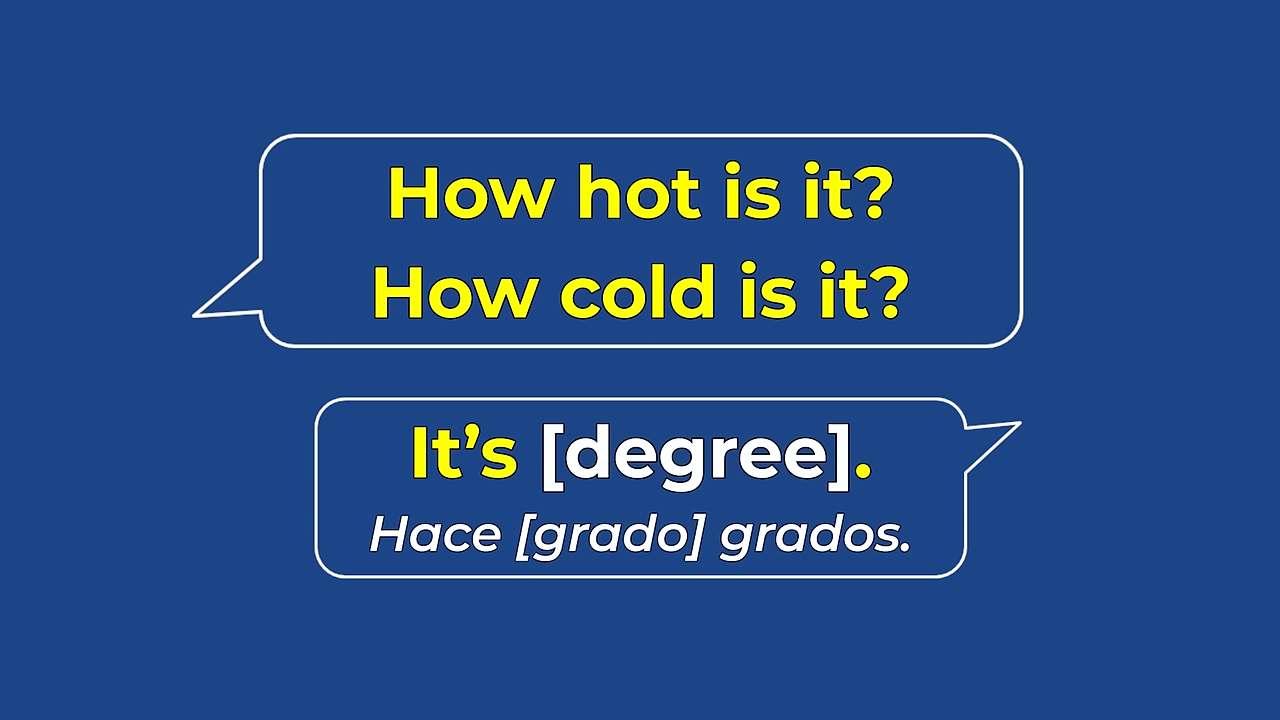 How hot is it?
How cold is it?
It’s [degree].
Hace [grado] grados.